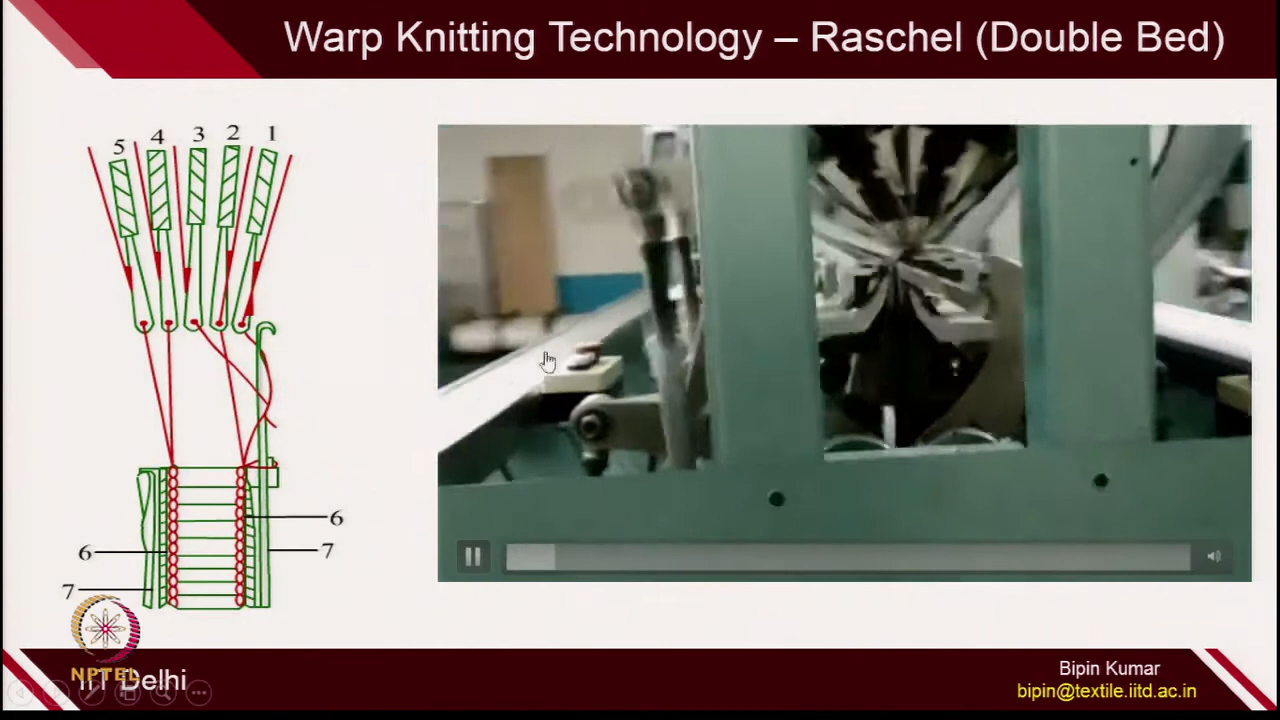 Warp Knitting Technology – Raschel (Double Bed)
5 4 3 2 1
6
7
6
7
NPTEL
IIT Delhi
Bipin Kumar
bipin@textile.iitd.ac.in